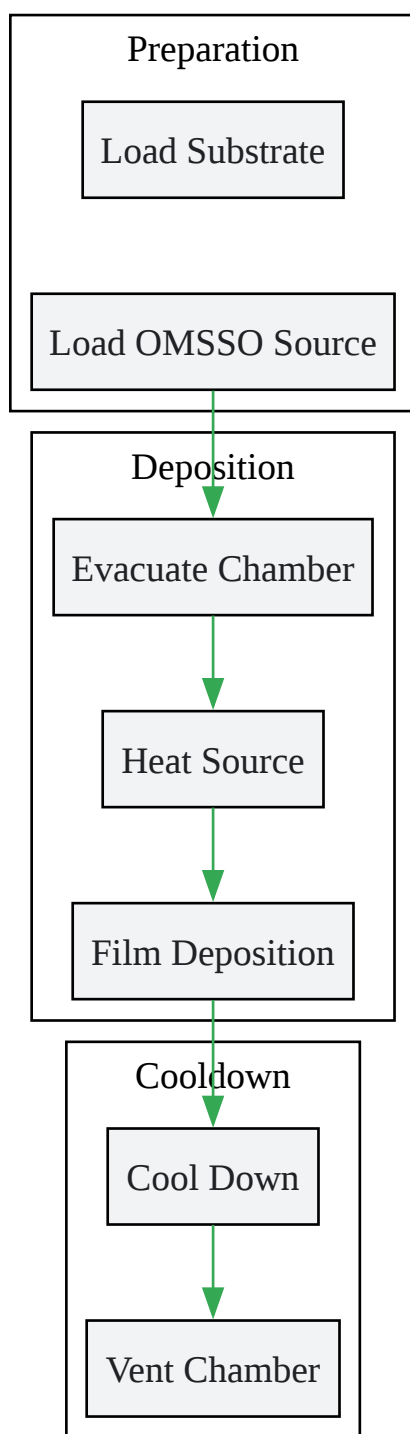 Preparation
Load Substrate
Load OMSSO Source
Deposition
Evacuate Chamber
Heat Source
Film Deposition
Cooldown
Cool Down
Vent Chamber